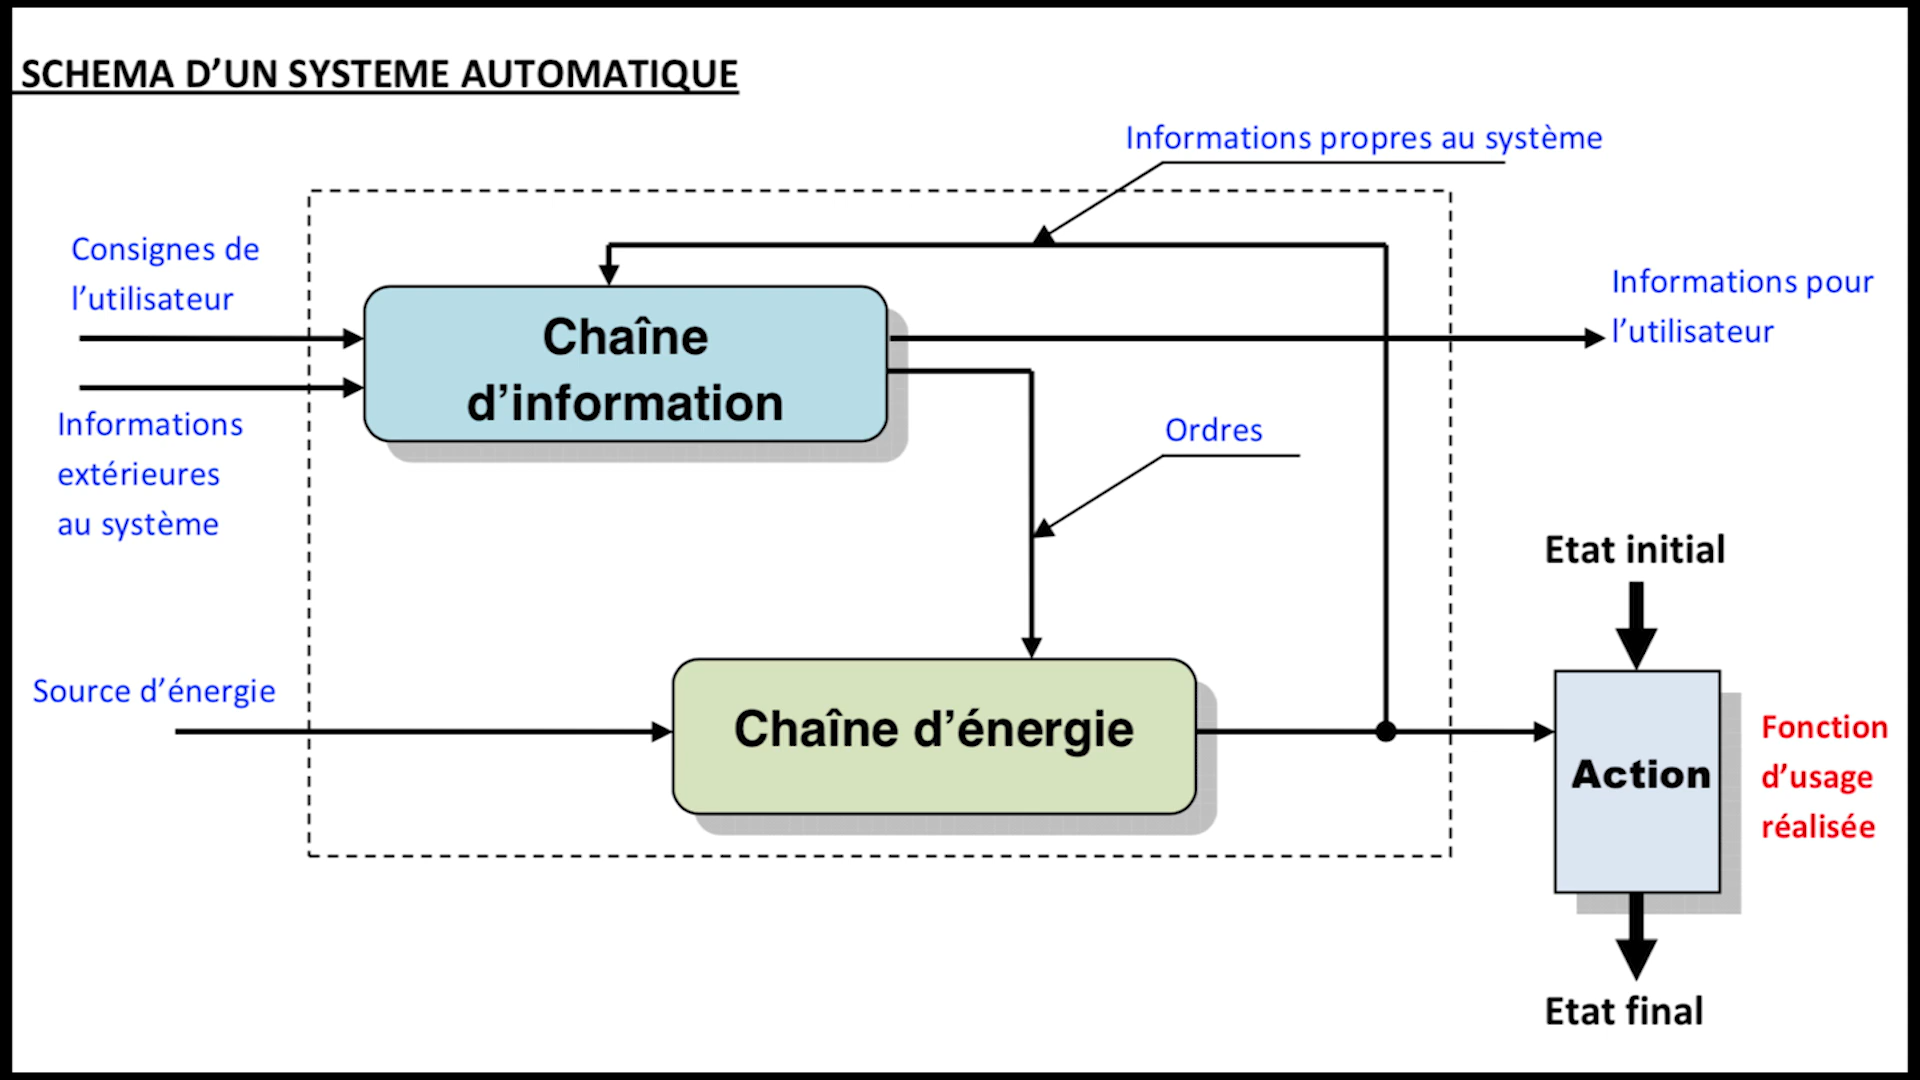 SCHEMA D’UN SYSTEME AUTOMATIQUE
Informations propres au système
Consignes de
l’utilisateur
Informations pour
l’utilisateur
Chaîne
d’information
Informations
extérieures
au système
Ordres
Etat initial
Source d’énergie
Chaîne d’énergie
Action
Fonction
d’usage
réalisée
Etat final